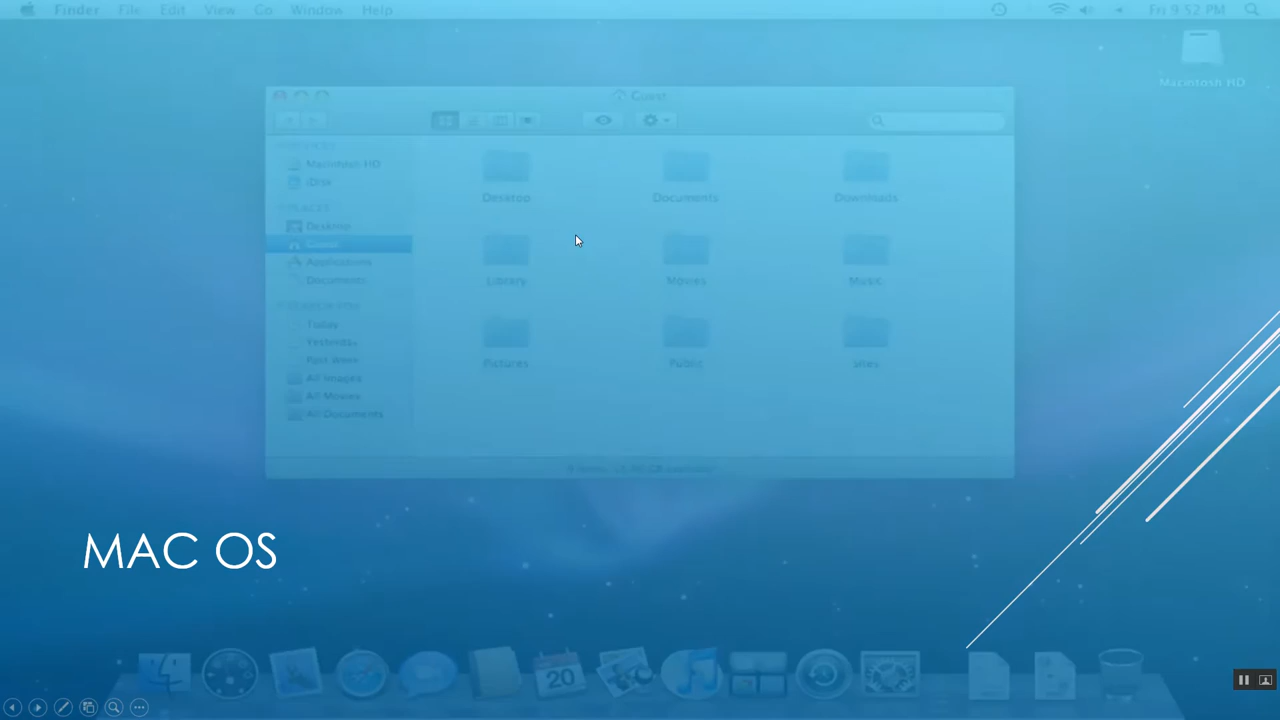 Finder File Edit View Go Window Help Fri 9:52 PM
Macintosh HD
Guest
Macintosh HD
iDisk
PLACES
Desktop
Guest
Applications
Documents
Today
Yesterday
Past Week
All Images
All Movies
All Documents
Desktop Documents Downloads
Library Movies Music
Pictures Public Sites
MAC OS
20